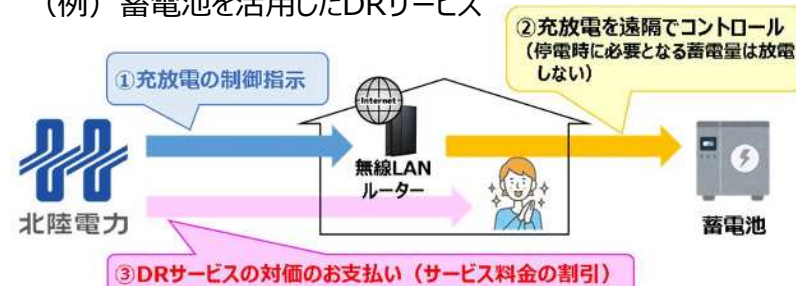 (例)蓄電池を活用したDRサービス
②充放電を遠隔でコントロール
(停電時に必要となる蓄電量は放電
しない)
①充放電の制御指示
Internet
無線LAN
ルーター
北陸電力
蓄電池
③DRサービスの対価のお支払い(サービス料金の割引)